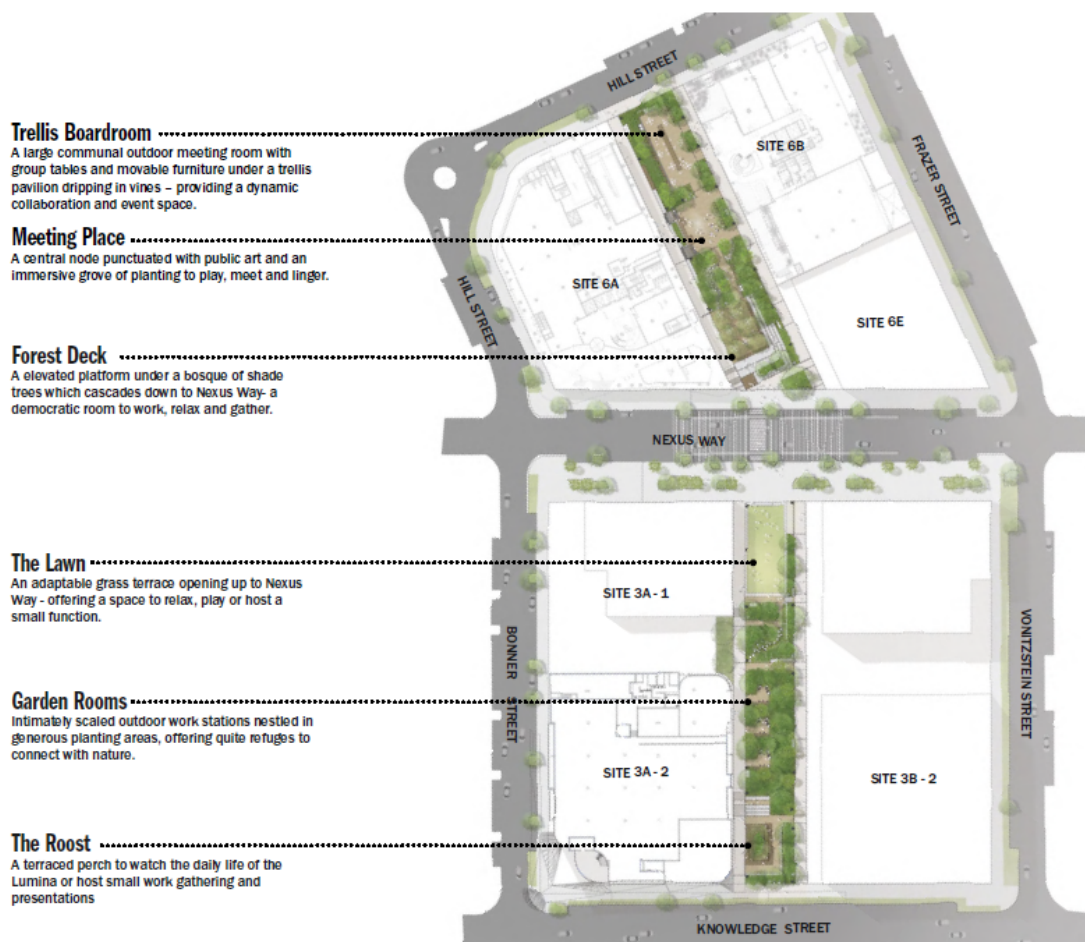 Trellis Boardroom
A large communal outdoor meeting room with
group tables and movable furniture under a trellis
pavilion dripping in vines – providing a dynamic
collaboration and event space.
Meeting Place
A central node punctuated with public art and an
immersive grove of planting to play, meet and linger.
Forest Deck
A elevated platform under a bosque of shade
trees which cascades down to Nexus Way- a
democratic room to work, relax and gather.
The Lawn
An adaptable grass terrace opening up to Nexus
Way - offering a space to relax, play or host a
small function.
Garden Rooms
Intimately scaled outdoor work stations nestled in
generous planting areas, offering quite refuges to
connect with nature.
The Roost
A terraced perch to watch the daily life of the
Lumina or host small work gathering and
presentations
HILL STREET
SITE 6B
FRAZER STREET
SITE 6A
HILL STREET
SITE 6E
NEXUS WAY
SITE 3A - 1
BONNER STREET
VONITZSTEIN STREET
SITE 3A - 2
SITE 3B - 2
KNOWLEDGE STREET